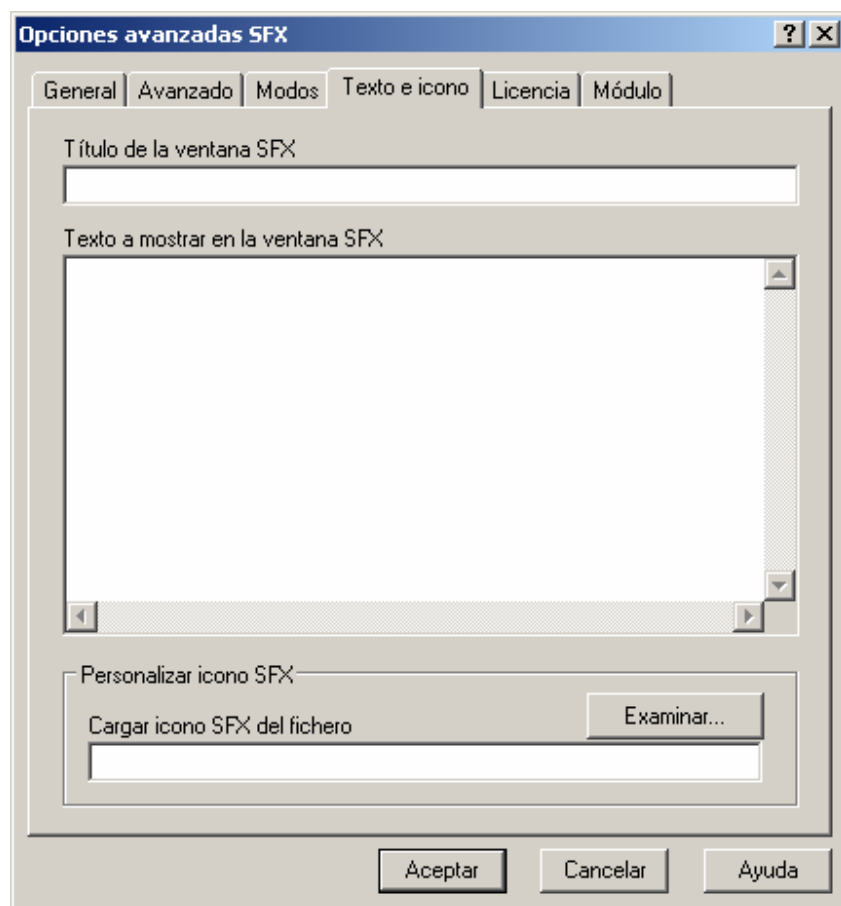 Opciones avanzadas SFX
General Avanzado Modos Texto e icono Licencia Módulo
Título de la ventana SFX
Texto a mostrar en la ventana SFX
Personalizar icono SFX
Examinar...
Cargar icono SFX del fichero
Aceptar Cancelar Ayuda